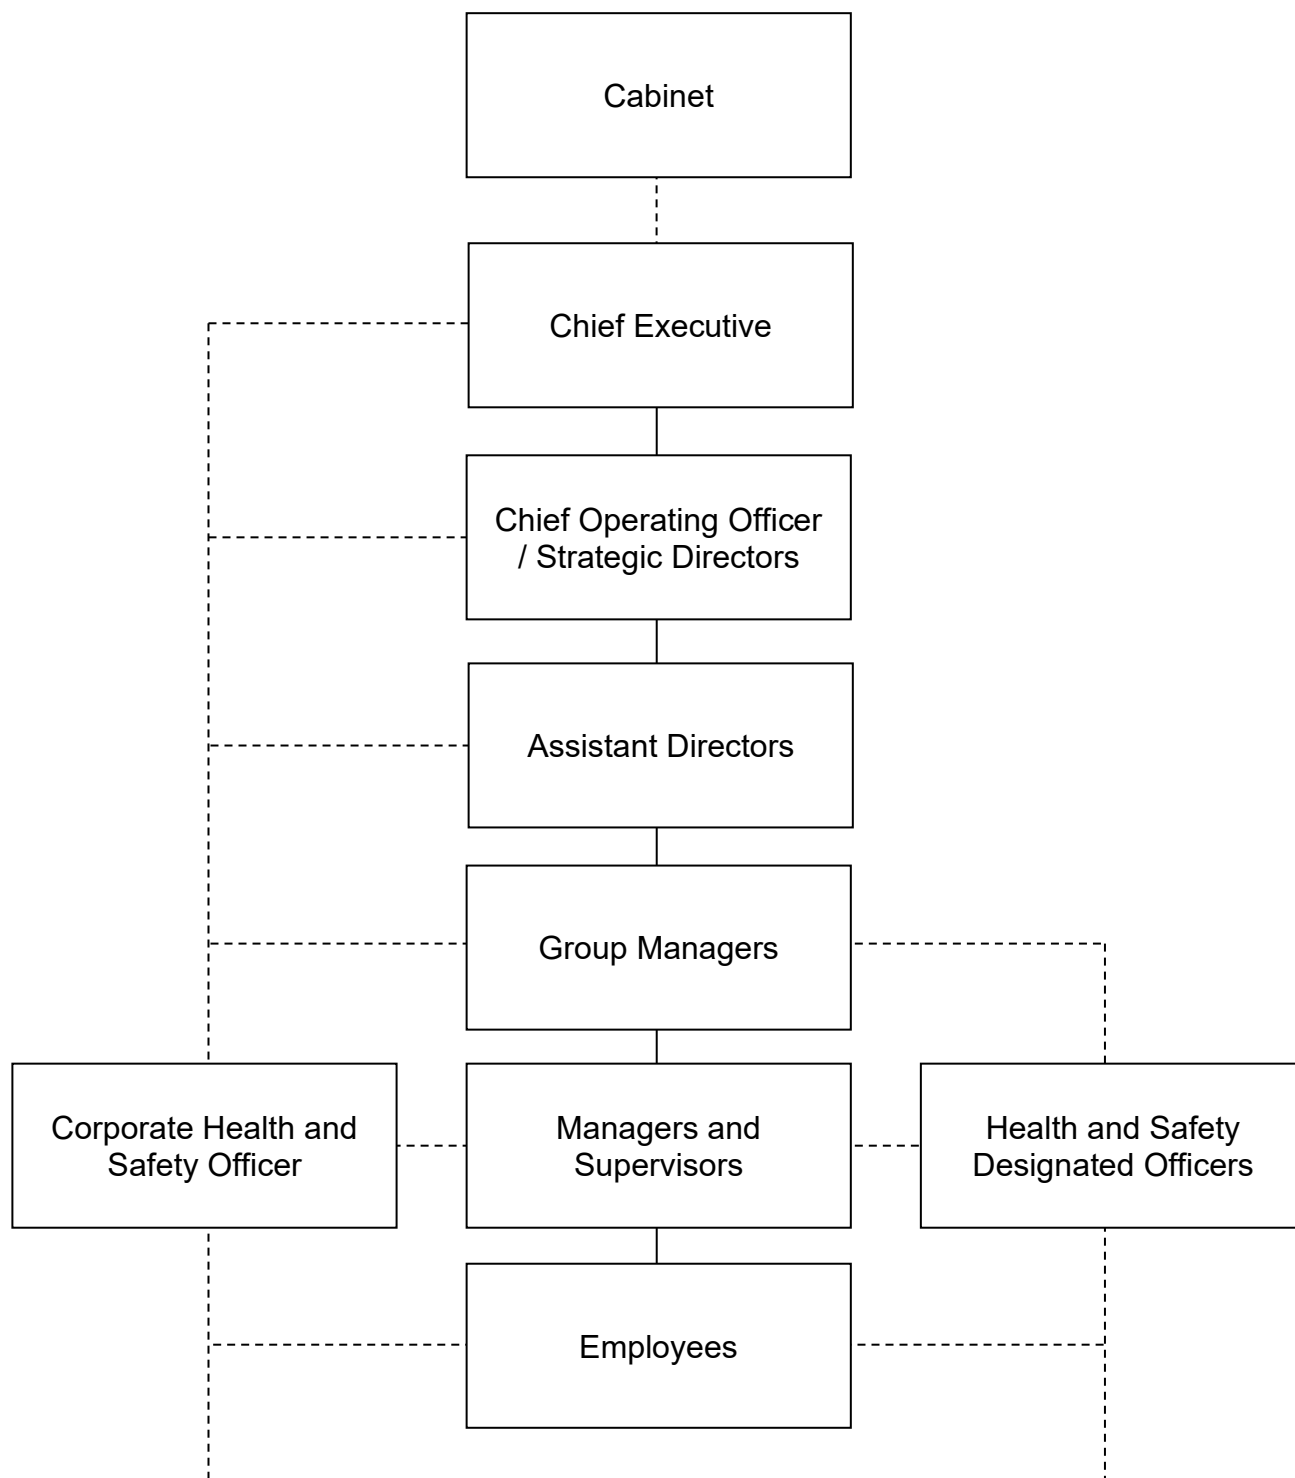 Cabinet
Chief Executive
Chief Operating Officer
/ Strategic Directors
Assistant Directors
Group Managers
Corporate Health and
Safety Officer
Managers and
Supervisors
Health and Safety
Designated Officers
Employees